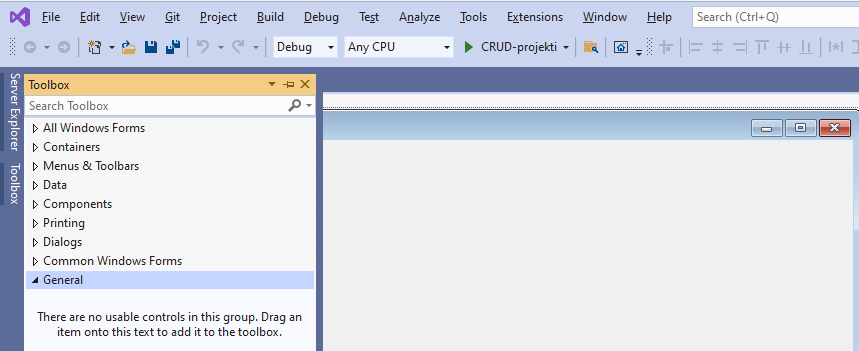 File Edit View Git Project Build Debug Test Analyze Tools Extensions Window Help Search (Ctrl+Q)
Debug Any CPU CRUD-projekti
Server Explorer
Toolbox
Toolbox
Search Toolbox
All Windows Forms
Containers
Menus & Toolbars
Data
Components
Printing
Dialogs
Common Windows Forms
General
There are no usable controls in this group. Drag an
item onto this text to add it to the toolbox.